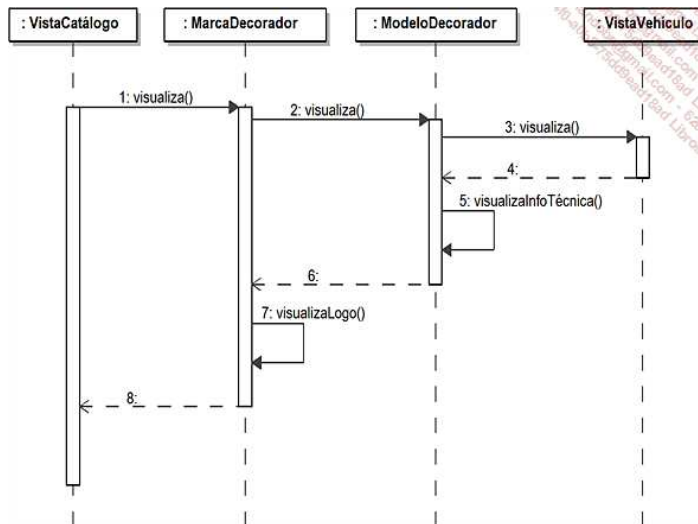 : VistaCatálogo
: MarcaDecorador
: ModeloDecorador
: VistaVehiculo
1: visualiza()
2: visualiza()
3: visualiza()
4:
5: visualizaInfoTécnica()
6:
7: visualizaLogo()
8: